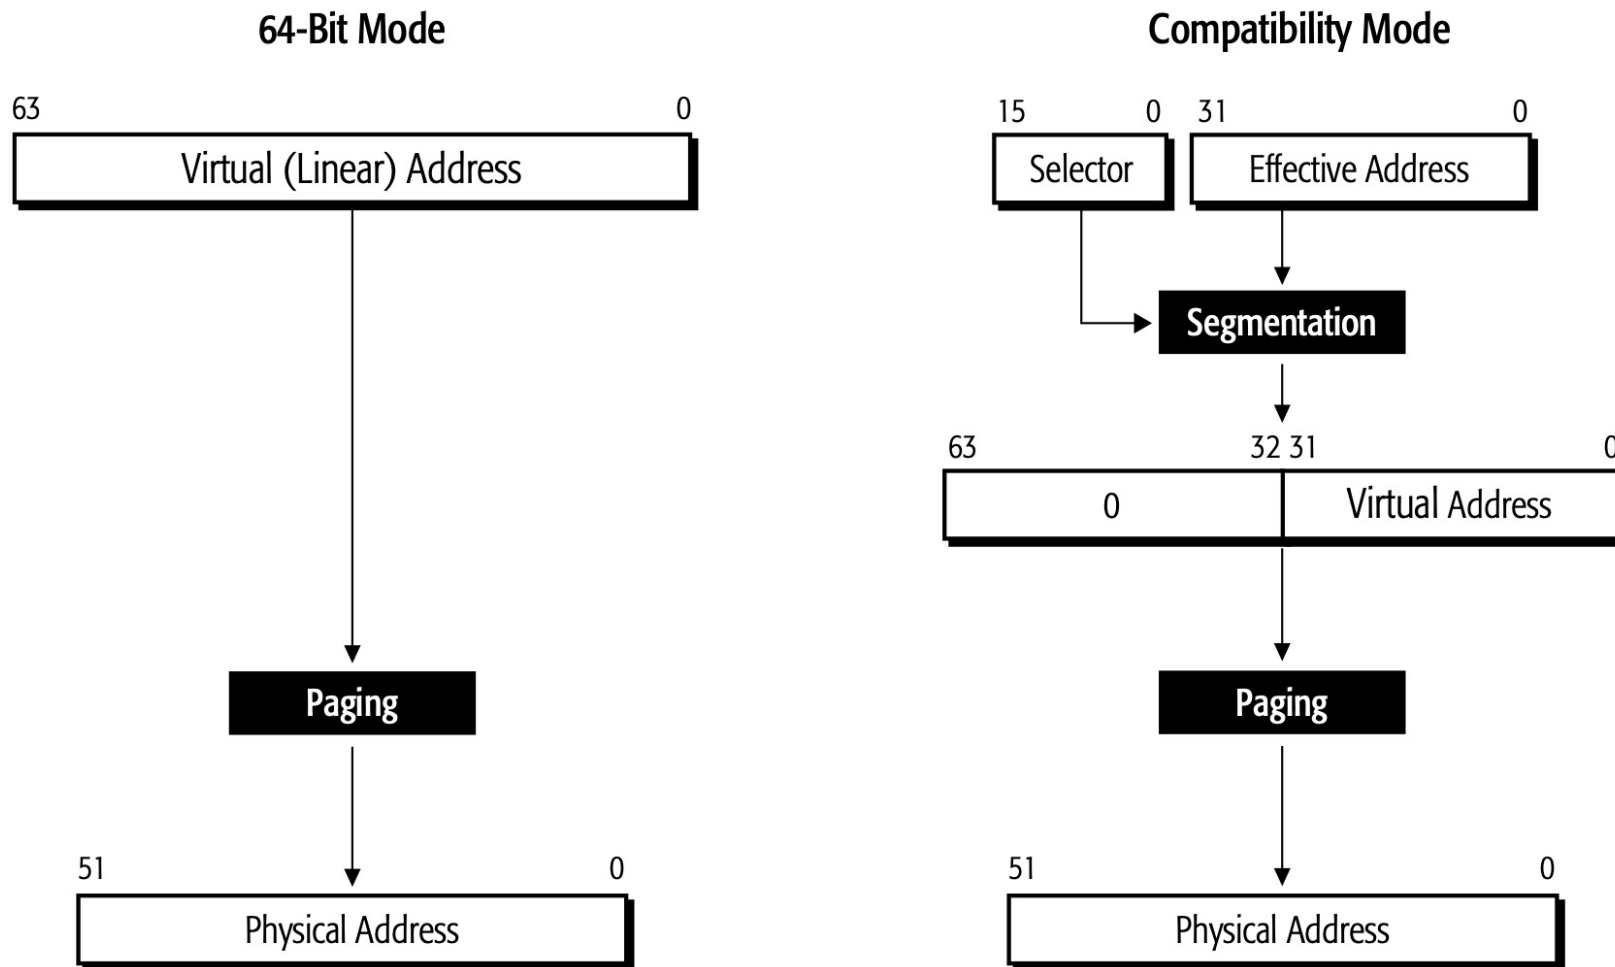 64-Bit Mode
63 0
Virtual (Linear) Address
Paging
51 0
Physical Address
Compatibility Mode
15 0 31 0
Selector Effective Address
Segmentation
63 32 31 0
0 Virtual Address
Paging
51 0
Physical Address